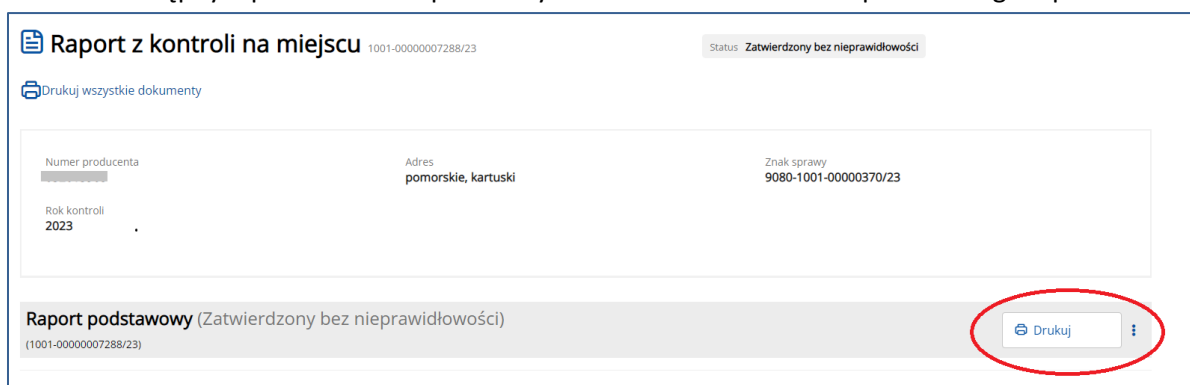 Raport z kontroli na miejscu 1001-00000007288/23
Status Zatwierdzony bez nieprawidłowości
Drukuj wszystkie dokumenty
Numer producenta
Adres
pomorskie, kartuski
Znak sprawy
9080-1001-00000370/23
Rok kontroli
2023
Raport podstawowy (Zatwierdzony bez nieprawidłowości)
(1001-00000007288/23)
Drukuj